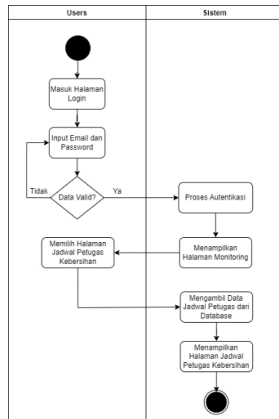 Users
Sistem
Masuk Halaman
Login
Input Email dan
Password
Tidak
Data Valid?
Ya
Proses Autentikasi
Memilih Halaman
Jadwal Petugas
Kebersihan
Menampilkan
Halaman Monitoring
Mengambil Data
Jadwal Petugas dari
Database
Menampilkan
Halaman Jadwal
Petugas Kebersihan